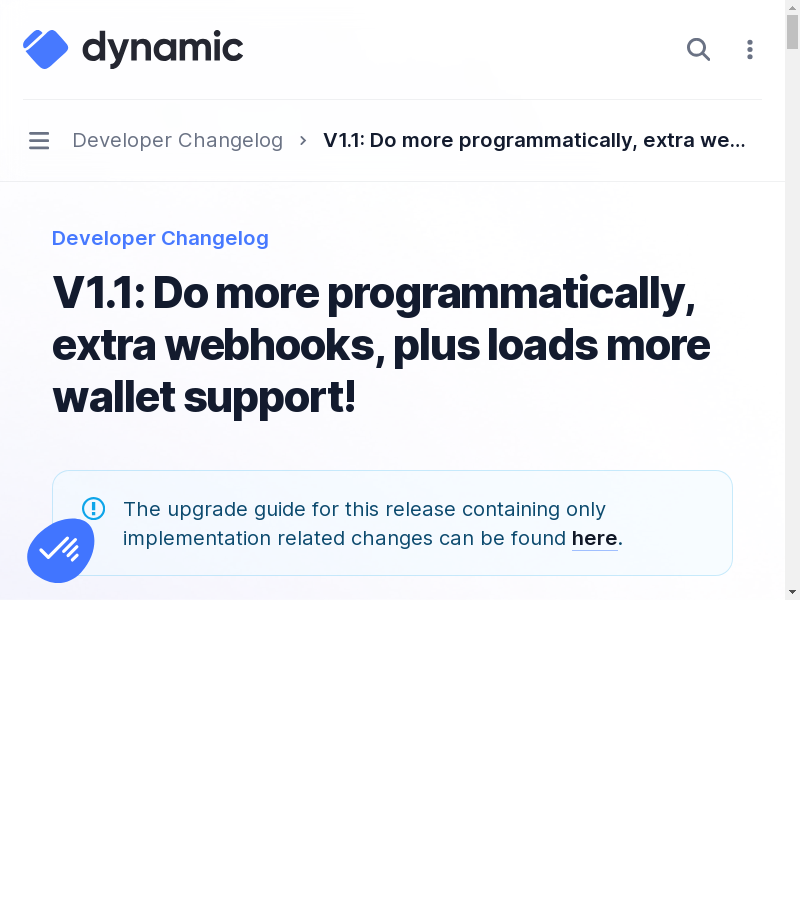 dynamic
Developer Changelog > V1.1: Do more programmatically, extra we...
Developer Changelog
V1.1: Do more programmatically,
extra webhooks, plus loads more
wallet support!
The upgrade guide for this release containing only
implementation related changes can be found here.